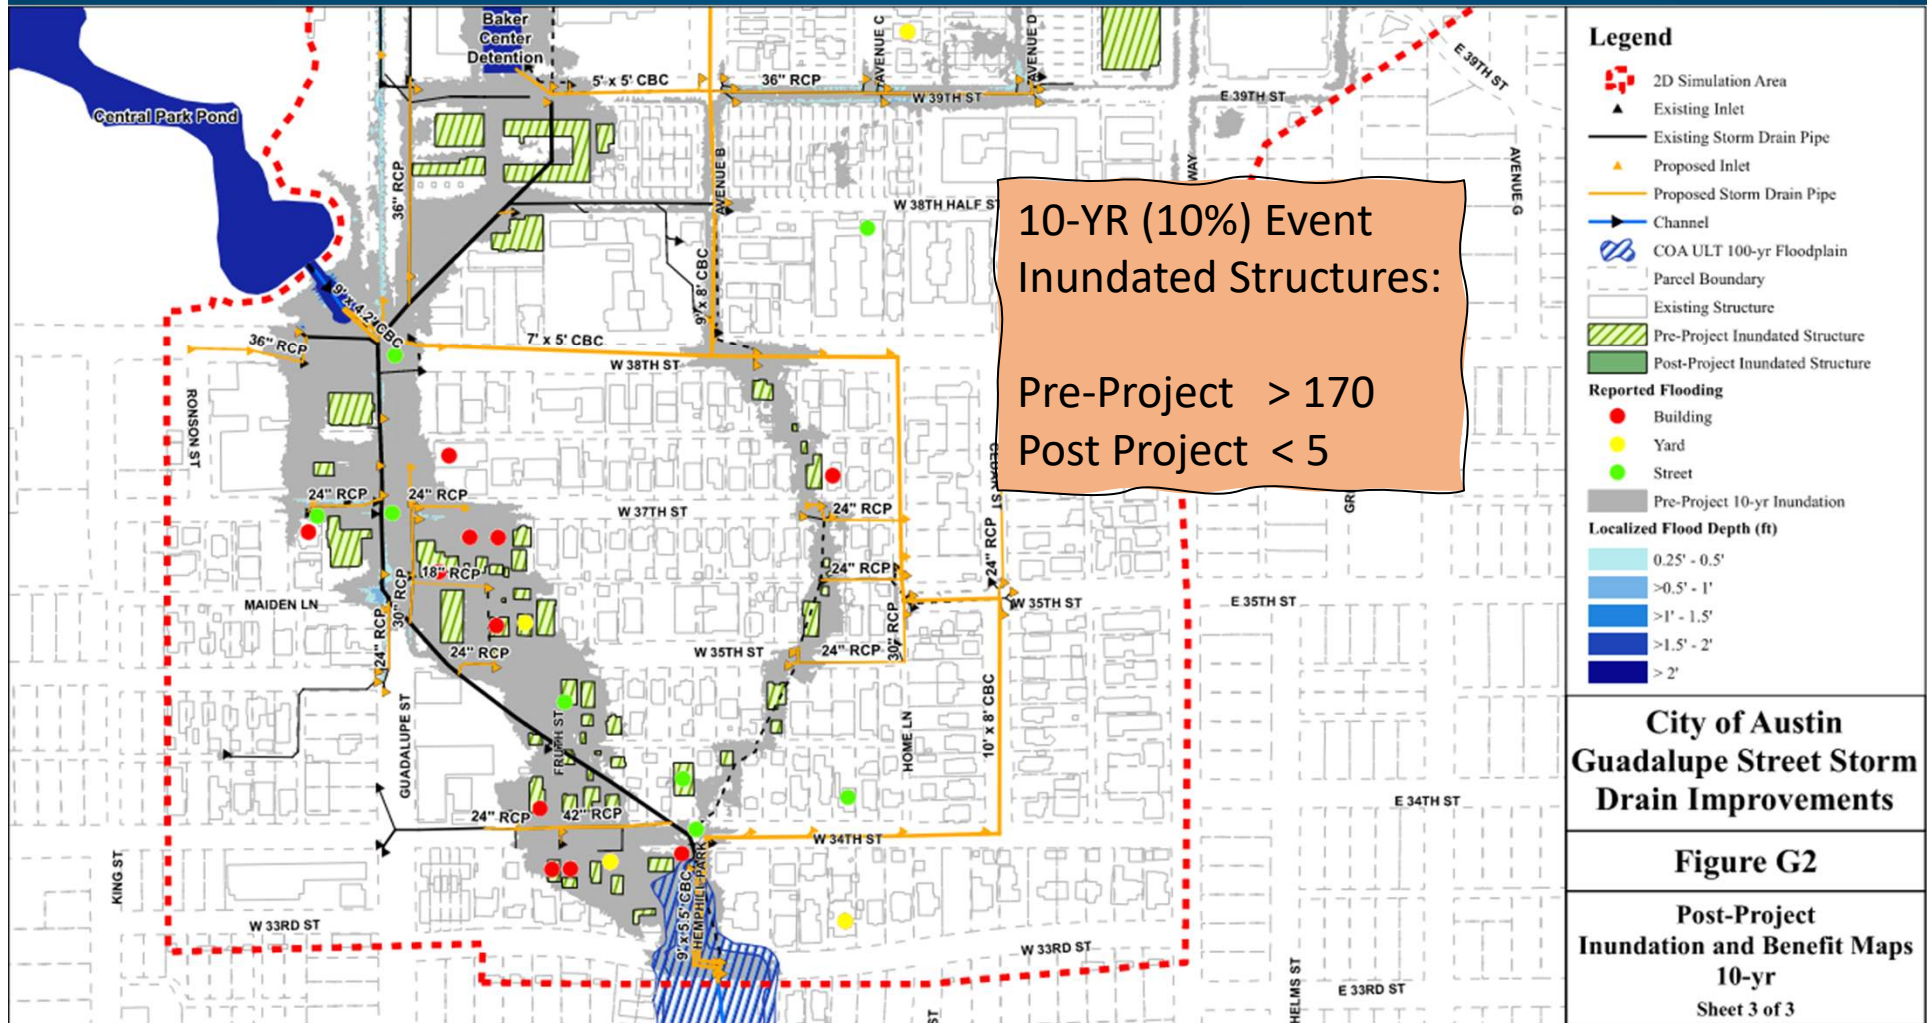 Baker
Center
Detention
Central Park Pond
5' x 5' CBC
36" RCP
AVENUE C
AVENUE D
W 39TH ST
E 39TH ST
E 39TH ST
36" RCP
AVENUE B
WAY
AVENUE G
W 38TH HALF ST
9' x 8' CBC
9' x 4.2' CBC
36" RCP
7' x 5' CBC
W 38TH ST
RONSON ST
10-YR (10%) Event
Inundated Structures:
Pre-Project > 170
Post Project < 5
24" RCP
24" RCP
W 37TH ST
24" RCP
24" RCP
18" RCP
24" RCP
MAIDEN LN
30" RCP
24" RCP
W 35TH ST
E 35TH ST
24" RCP
W 35TH ST
24" RCP
30" RCP
GUADALUPE ST
FRUTH ST
HOME LN
10' x 8' CBC
24" RCP
42" RCP
W 34TH ST
E 34TH ST
KING ST
HEMPHILL PARK
9' x 5.5' CBC
W 33RD ST
W 33RD ST
E 33RD ST
HELMS ST
ST
Legend
2D Simulation Area
Existing Inlet
Existing Storm Drain Pipe
Proposed Inlet
Proposed Storm Drain Pipe
Channel
COA ULT 100-yr Floodplain
Parcel Boundary
Existing Structure
Pre-Project Inundated Structure
Post-Project Inundated Structure
Reported Flooding
Building
Yard
Street
Pre-Project 10-yr Inundation
Localized Flood Depth (ft)
0.25' - 0.5'
>0.5' - 1'
>1' - 1.5'
>1.5' - 2'
> 2'
City of Austin
Guadalupe Street Storm
Drain Improvements
Figure G2
Post-Project
Inundation and Benefit Maps
10-yr
Sheet 3 of 3